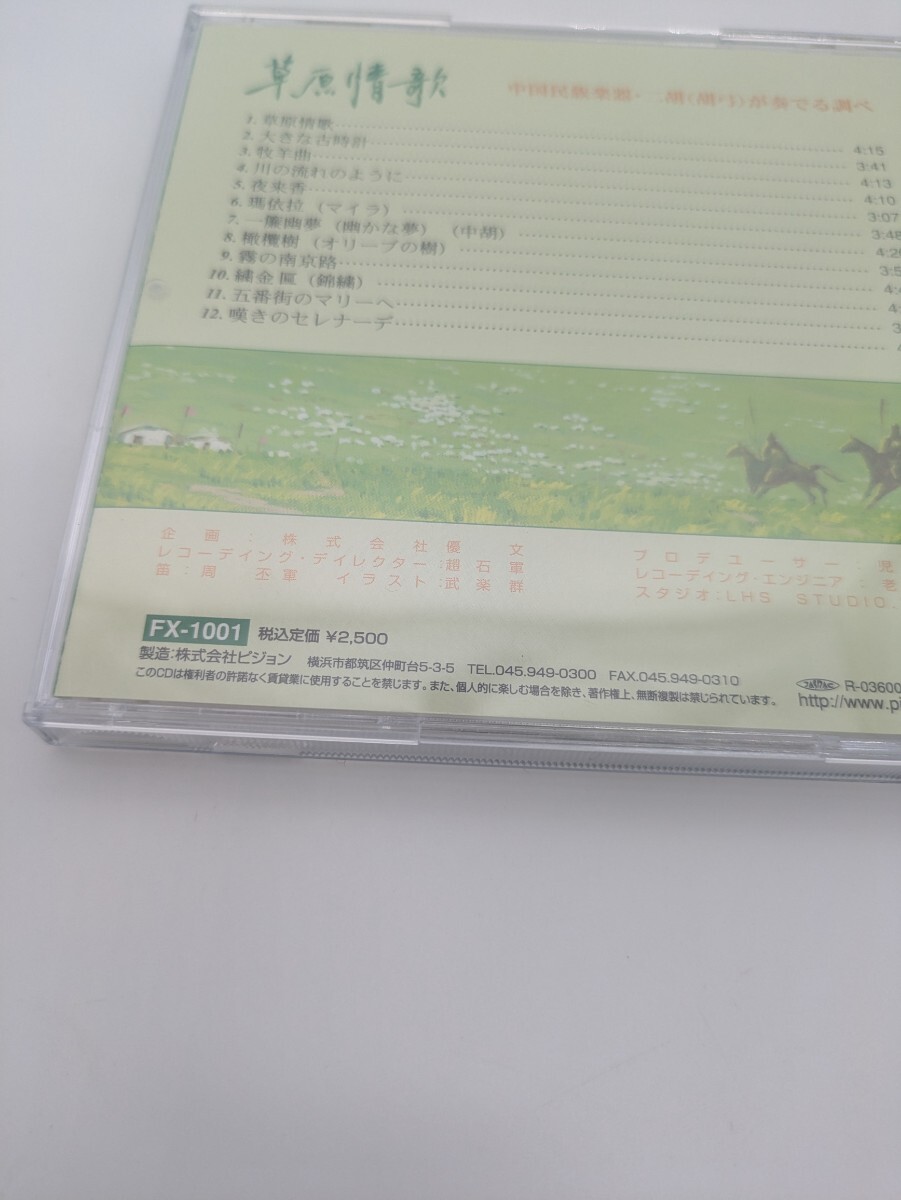 草原情歌
中国民族楽器・二胡(胡弓)が奏でる調べ
1. 草原情歌 4:15
2. 大きな古時計 3:41
3. 牧羊曲 4:13
4. 川の流れのように 4:10
5. 夜来香 3:07
6. 瑪依拉 (マイラ) 3:48
7. 一簾幽夢 (幽かな夢) (中胡)
8. 橄欖樹 (オリーブの樹)
9. 霧の南京路
10. 繍金匾 (錦繍)
11. 五番街のマリーへ
12. 嘆きのセレナーデ
企画:株式会社優文
レコーデイング・デイレクター:趙石軍
笛:周丕軍 イラスト:武楽群
プロデユーサー:
レコーデイング・エンジニア:老
スタジオ:LHS STUDIO.
FX-1001 税込定価 ¥2,500
製造:株式会社ビジョン 横浜市都筑区仲町台5-3-5 TEL.045.949-0300 FAX.045.949-0310
このCDは権利者の許諾なく賃貸業に使用することを禁じます。また、個人的に楽しむ場合を除き、著作権上、無断複製は禁じられています。
R-03600
http://www.p